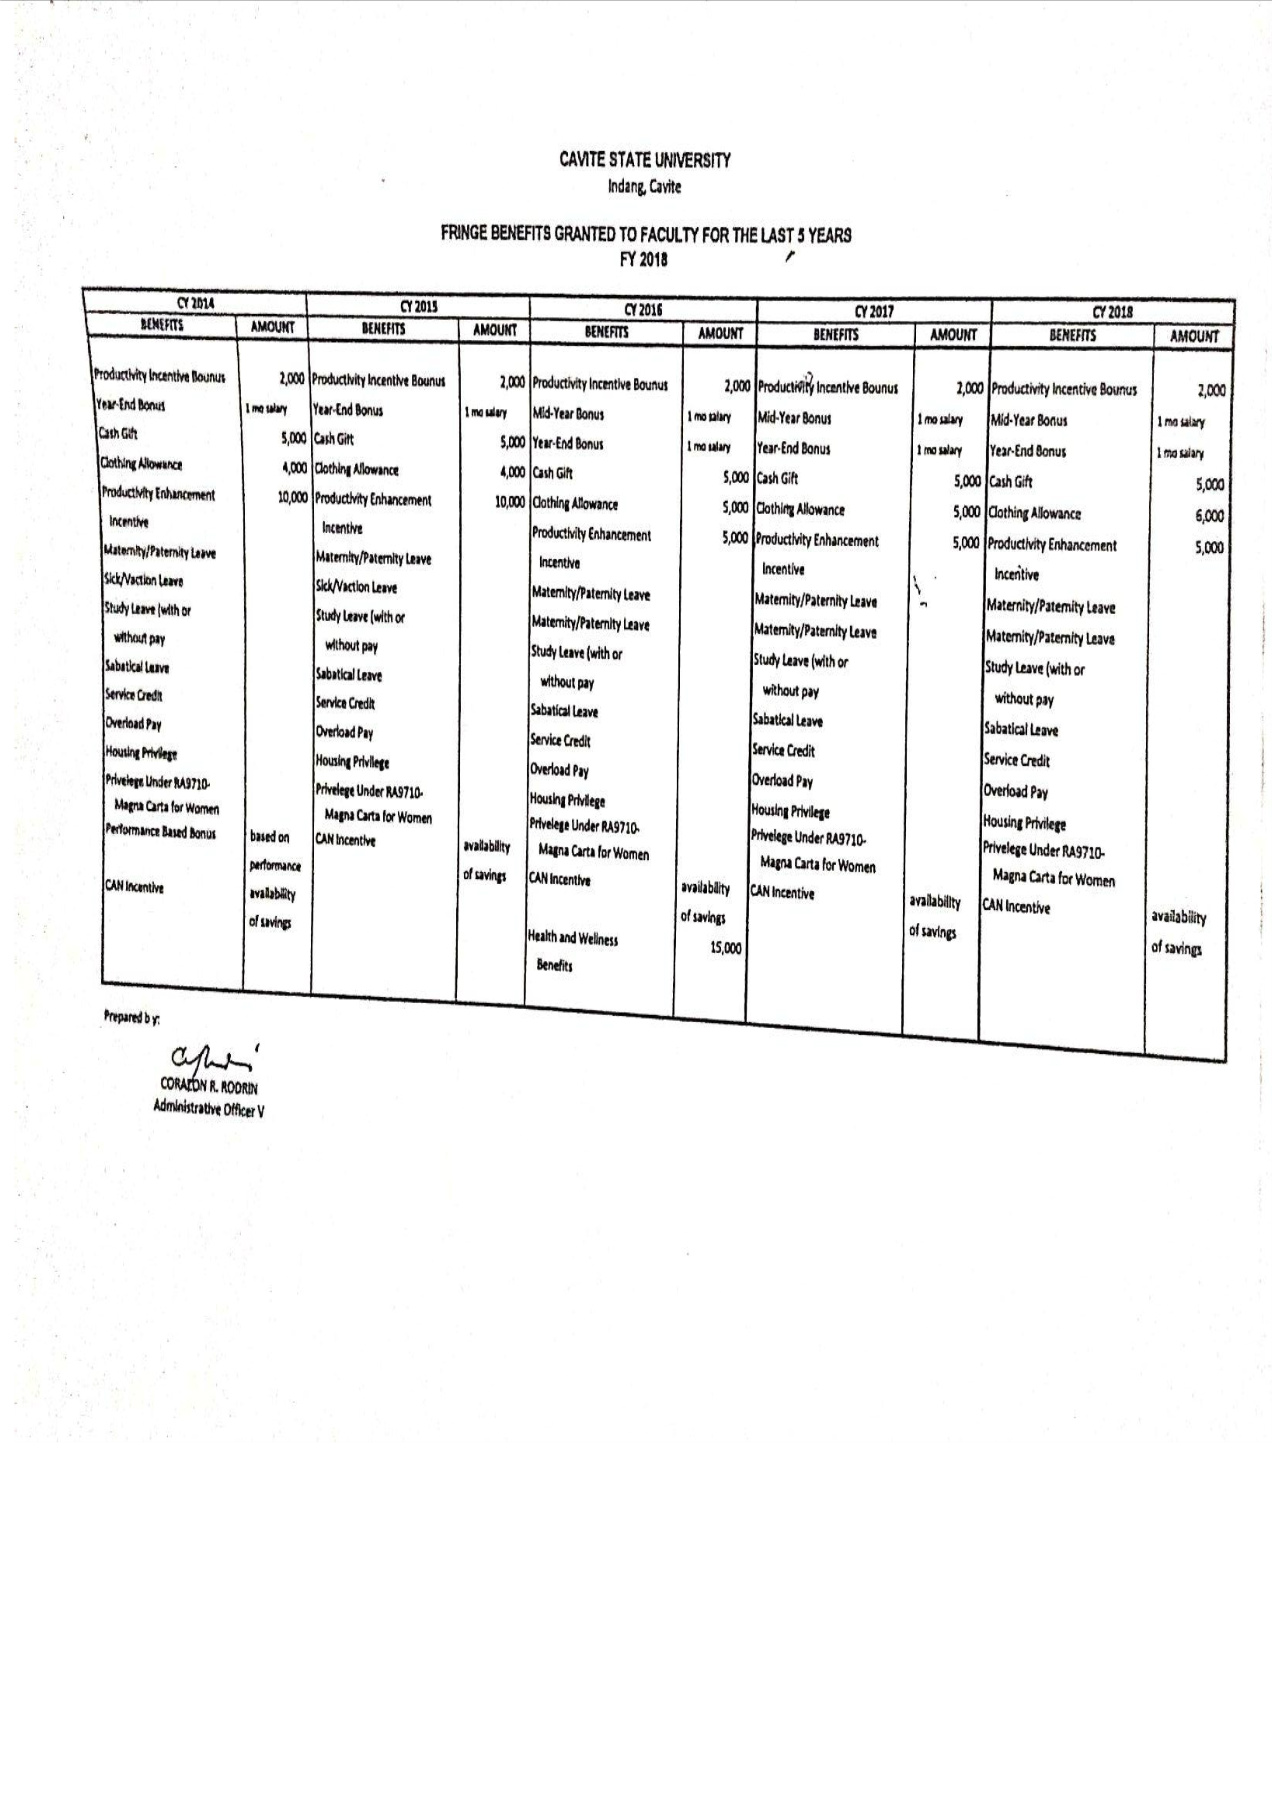 CAVITE STATE UNIVERSITY
Indang, Cavite
FRINGE BENEFITS GRANTED TO FACULTY FOR THE LAST 5 YEARS
FY 2018
CY 2014 CY 2015 CY 2016 CY 2017 CY 2018
BENEFITS AMOUNT BENEFITS AMOUNT BENEFITS AMOUNT BENEFITS AMOUNT BENEFITS AMOUNT
Productivity Incentive Bounus 2,000
Year-End Bonus 1 mo salary
Cash Gift 5,000
Clothing Allowance 4,000
Productivity Enhancement 10,000
Incentive
Maternity/Paternity Leave
Sick/Vaction Leave
Study Leave (with or
without pay
Sabatical Leave
Service Credit
Overload Pay
Housing Privilege
Privelege Under RA9710-
Magna Carta for Women
Performance Based Bonus based on
performance
CAN Incentive availability
of savings
Productivity Incentive Bounus 2,000
Year-End Bonus 1 mo salary
Cash Gift 5,000
Clothing Allowance 4,000
Productivity Enhancement 10,000
Incentive
Maternity/Paternity Leave
Sick/Vaction Leave
Study Leave (with or
without pay
Sabatical Leave
Service Credit
Overload Pay
Housing Privilege
Privelege Under RA9710-
Magna Carta for Women
CAN Incentive availability
of savings
Productivity Incentive Bounus 2,000
Mid-Year Bonus 1 mo salary
Year-End Bonus 1 mo salary
Cash Gift 5,000
Clothing Allowance 5,000
Productivity Enhancement 5,000
Incentive
Maternity/Paternity Leave
Maternity/Paternity Leave
Study Leave (with or
without pay
Sabatical Leave
Service Credit
Overload Pay
Housing Privilege
Privelege Under RA9710-
Magna Carta for Women
CAN Incentive availability
of savings
Health and Wellness 15,000
Benefits
Productivity Incentive Bounus 2,000
Mid-Year Bonus 1 mo salary
Year-End Bonus 1 mo salary
Cash Gift 5,000
Clothing Allowance 5,000
Productivity Enhancement 5,000
Incentive
Maternity/Paternity Leave
Maternity/Paternity Leave
Study Leave (with or
without pay
Sabatical Leave
Service Credit
Overload Pay
Housing Privilege
Privelege Under RA9710-
Magna Carta for Women
CAN Incentive availability
of savings
Productivity Incentive Bounus 2,000
Mid-Year Bonus 1 mo salary
Year-End Bonus 1 mo salary
Cash Gift 5,000
Clothing Allowance 6,000
Productivity Enhancement 5,000
Incentive
Maternity/Paternity Leave
Maternity/Paternity Leave
Study Leave (with or
without pay
Sabatical Leave
Service Credit
Overload Pay
Housing Privilege
Privelege Under RA9710-
Magna Carta for Women
CAN Incentive availability
of savings
Prepared by:
CORAZON R. RODRIN
Administrative Officer V